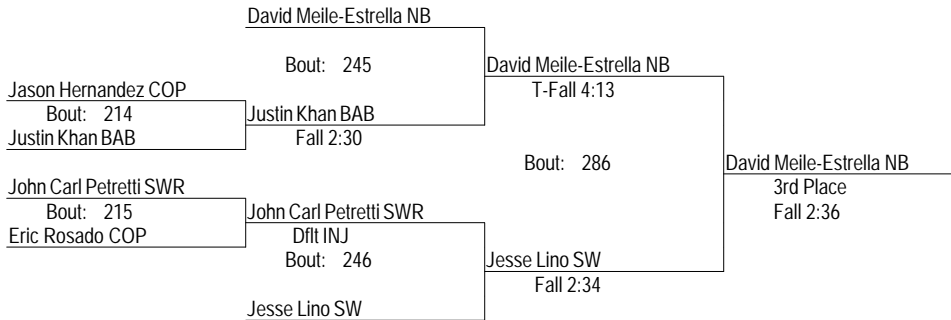 David Meile-Estrella NB
Bout: 245
David Meile-Estrella NB
Jason Hernandez COP
T-Fall 4:13
Bout: 214
Justin Khan BAB
Justin Khan BAB
Fall 2:30
Bout: 286
David Meile-Estrella NB
John Carl Petretti SWR
3rd Place
Bout: 215
John Carl Petretti SWR
Fall 2:36
Eric Rosado COP
Dflt INJ
Bout: 246
Jesse Lino SW
Fall 2:34
Jesse Lino SW